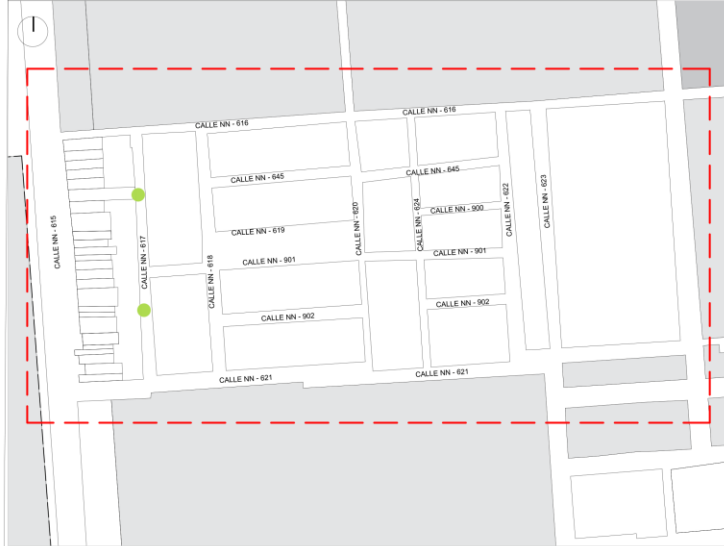 CALLE NN - 616
CALLE NN - 616
CALLE NN - 645
CALLE NN - 645
CALLE NN - 900
CALLE NN - 619
CALLE NN - 901
CALLE NN - 901
CALLE NN - 902
CALLE NN - 902
CALLE NN - 621
CALLE NN - 621
CALLE NN - 615
CALLE NN - 617
CALLE NN - 618
CALLE NN - 620
CALLE NN - 624
CALLE NN - 622
CALLE NN - 623